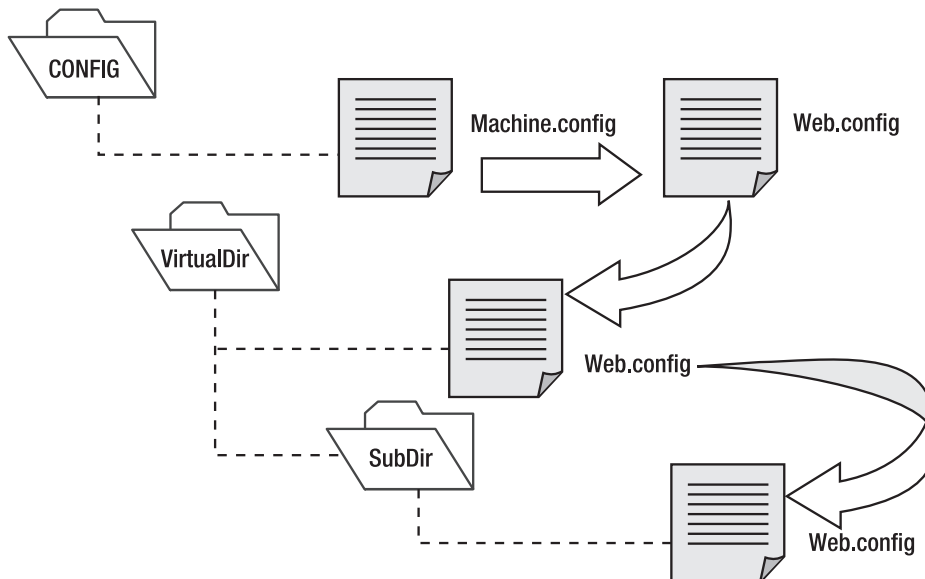 CONFIG
Machine.config
Web.config
VirtualDir
Web.config
SubDir
Web.config